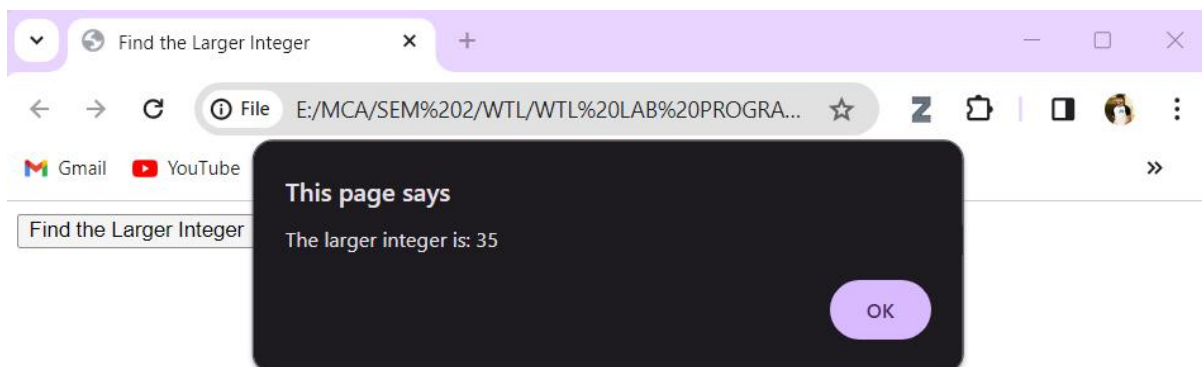 Find the Larger Integer
File E:/MCA/SEM%202/WTL/WTL%20LAB%20PROGRA...
Gmail YouTube
This page says
Find the Larger Integer
The larger integer is: 35
OK